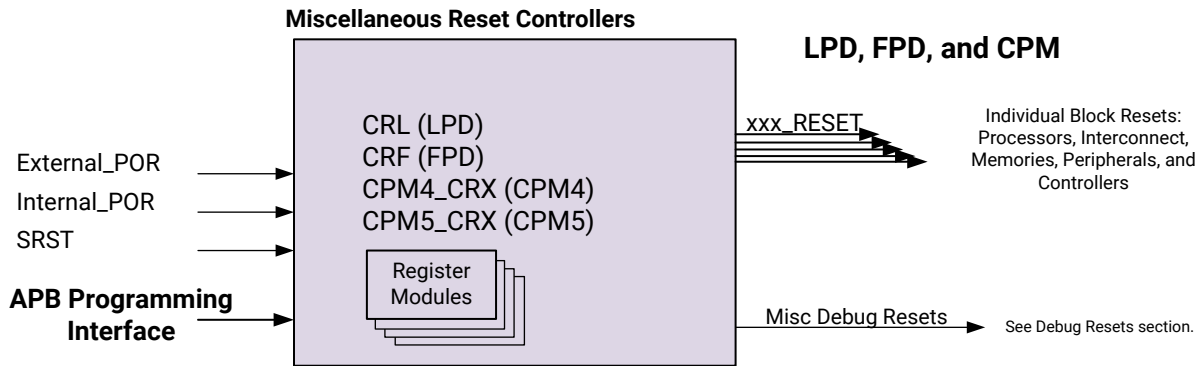 Miscellaneous Reset Controllers
LPD, FPD, and CPM
CRL (LPD)
CRF (FPD)
CPM4_CRX (CPM4)
CPM5_CRX (CPM5)
Register
Modules
External_POR
Internal_POR
SRST
APB Programming
Interface
xxx_RESET
Individual Block Resets:
Processors, Interconnect,
Memories, Peripherals, and
Controllers
Misc Debug Resets
See Debug Resets section.